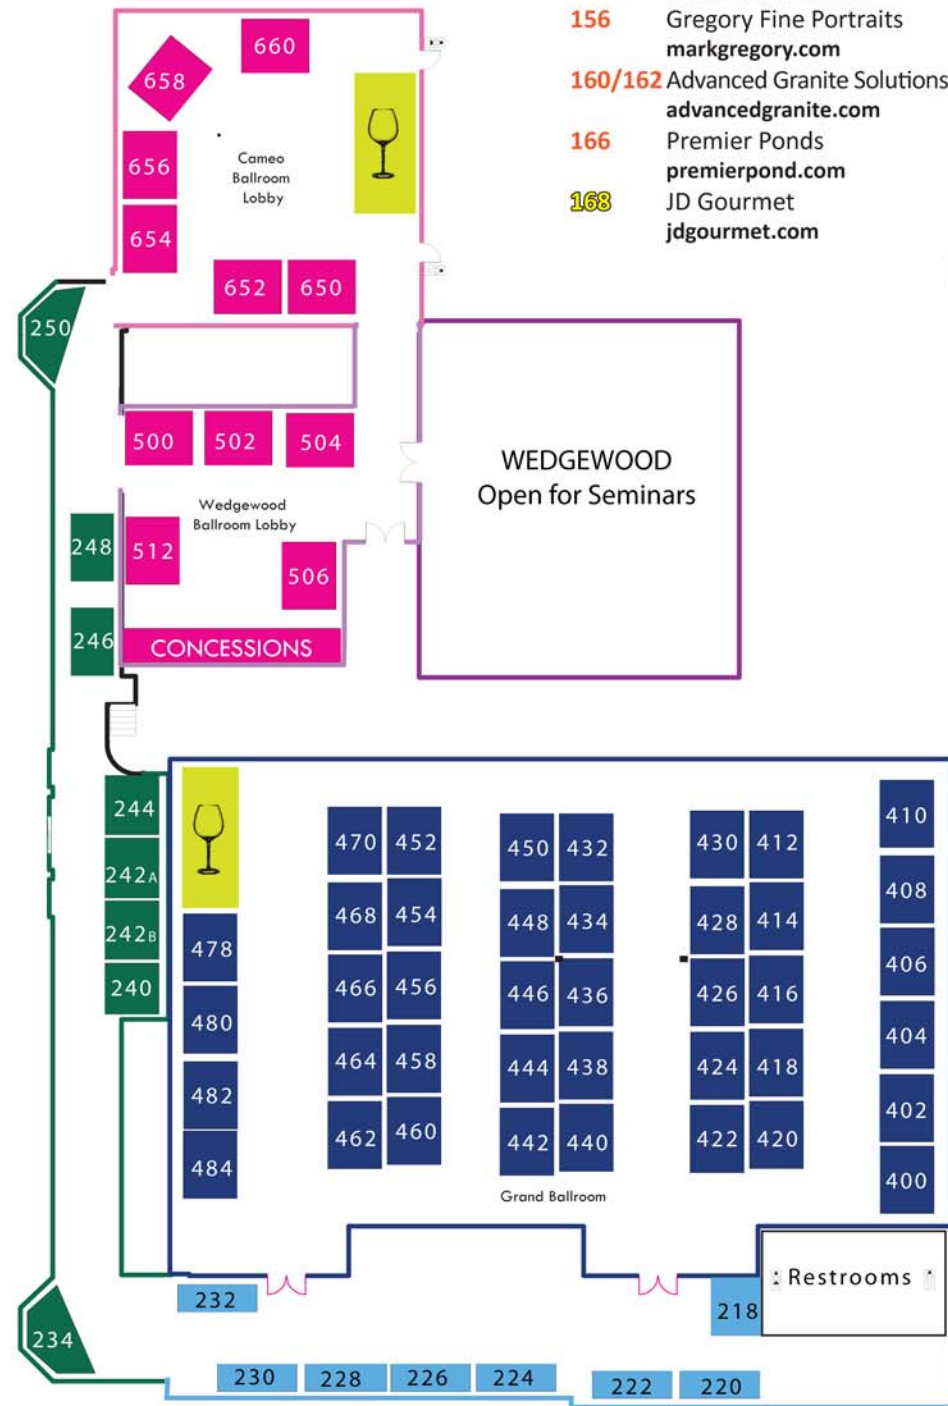 156 Gregory Fine Portraits
markgregory.com
160/162 Advanced Granite Solutions
advancedgranite.com
166 Premier Ponds
premierpond.com
168 JD Gourmet
jdgourmet.com
660
658
656
Cameo
Ballroom
Lobby
654
652 650
250
500 502 504
WEDGEWOOD
Open for Seminars
Wedgewood
Ballroom Lobby
248
512
506
246
CONCESSIONS
244
242A
242B
240
478
480
482
484
470 452
468 454
466 456
464 458
462 460
450 432
448 434
446 436
444 438
442 440
430 412
428 414
426 416
424 418
422 420
410
408
406
404
402
400
Grand Ballroom
Restrooms
232
218
234
230 228 226 224 222 220